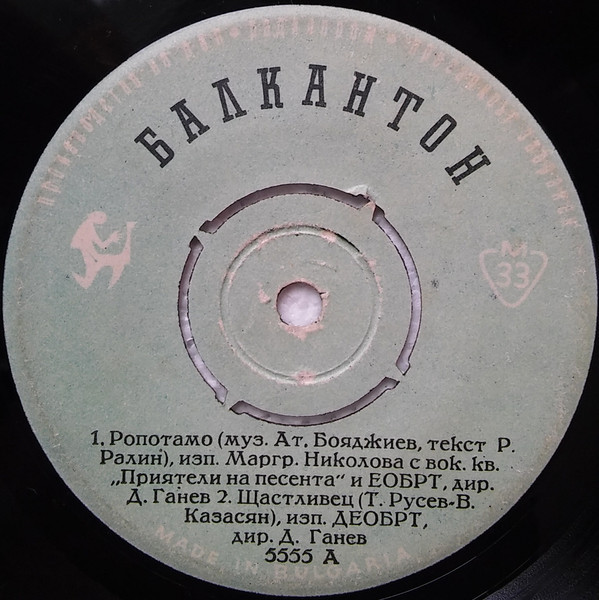 БАЛКАНТОН
М
33
1. Ропотамо (муз. Ат. Бояджиев, текст Р.
Ралин), изп. Маргр. Николова с вок. кв.
„Приятели на песента" и ЕОБРТ, дир.
Д. Ганев 2. Щастливец (Т. Русев-В.
Казасян), изп. ДЕОБРТ,
дир. Д. Ганев
5555 А
MADE IN BULGARIA